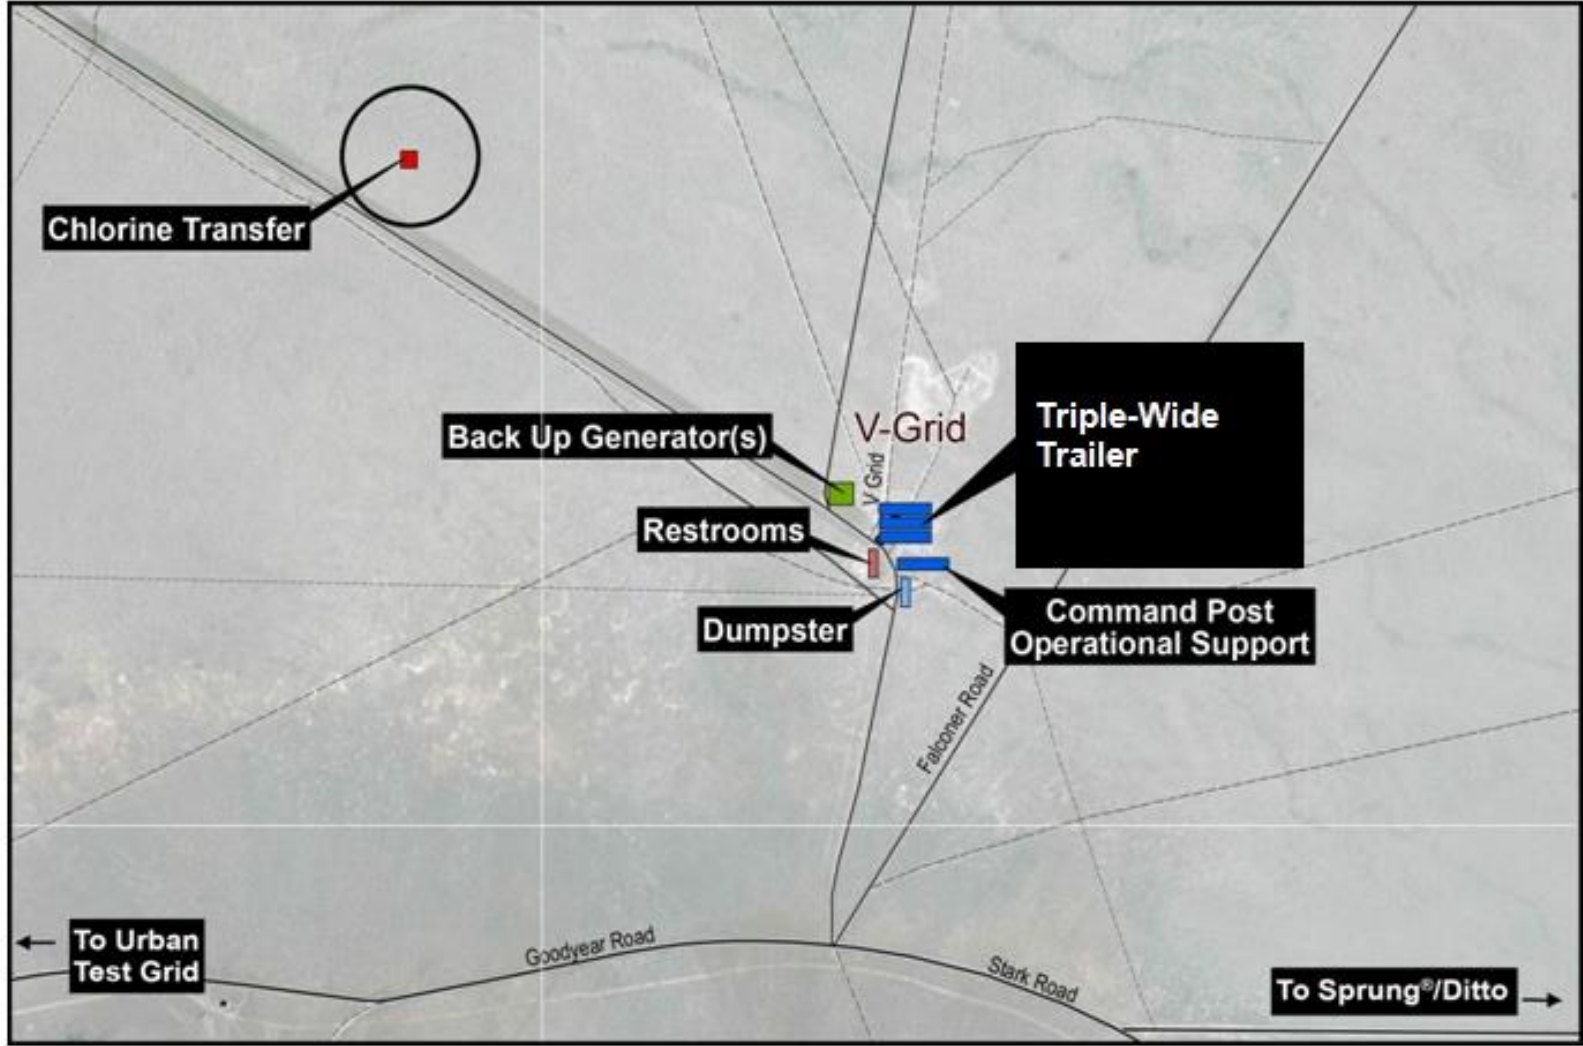 Chlorine Transfer
Back Up Generator(s)
V-Grid
Triple-Wide
Trailer
V Grid
Restrooms
Dumpster
Command Post
Operational Support
Falconer Road
To Urban
Test Grid
Goodyear Road
Stark Road
To Sprung®/Ditto